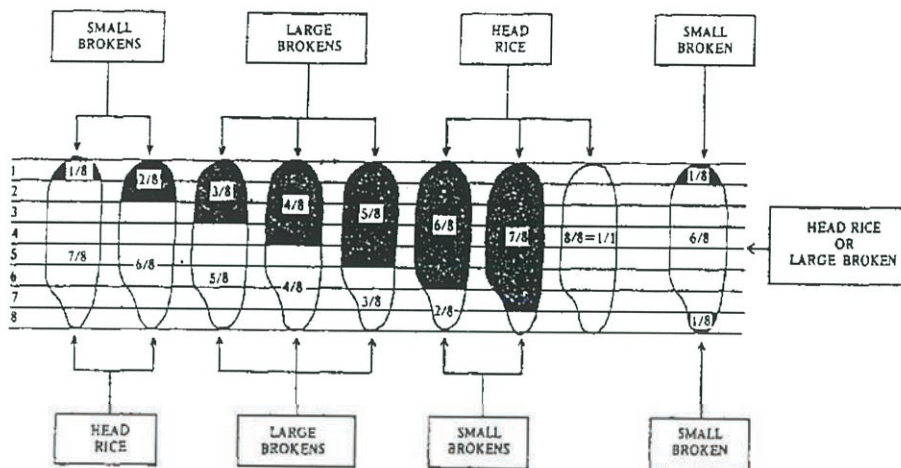 SMALL
BROKENS
LARGE
BROKENS
HEAD
RICE
SMALL
BROKEN
1/8
2/8
3/8
4/8
5/8
6/8
7/8
8/8=1/1
1/8
6/8
7/8
6/8
5/8
4/8
3/8
2/8
1/8
1
2
3
4
5
6
7
8
HEAD RICE
OR
LARGE BROKEN
HEAD
RICE
LARGE
BROKENS
SMALL
BROKENS
SMALL
BROKEN